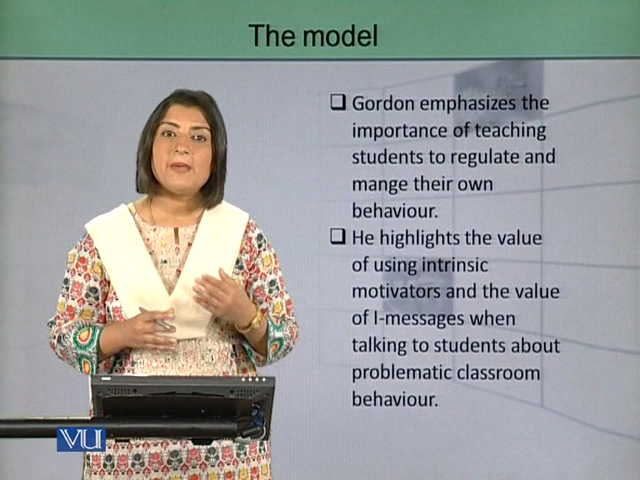 The model
❑ Gordon emphasizes the
importance of teaching
students to regulate and
mange their own
behaviour.
❑ He highlights the value
of using intrinsic
motivators and the value
of I-messages when
talking to students about
problematic classroom
behaviour.
VU